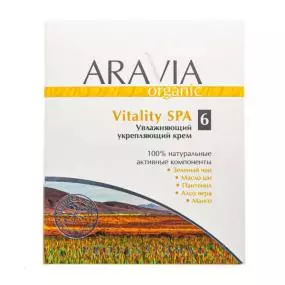 ARAVIA
organic
Vitality SPA 6
Увлажняющий
укрепляющий крем
100% натуральные
активные компоненты
• Зеленый чай
• Масло ши
• Пантенол
• Алоэ вера
• Манго